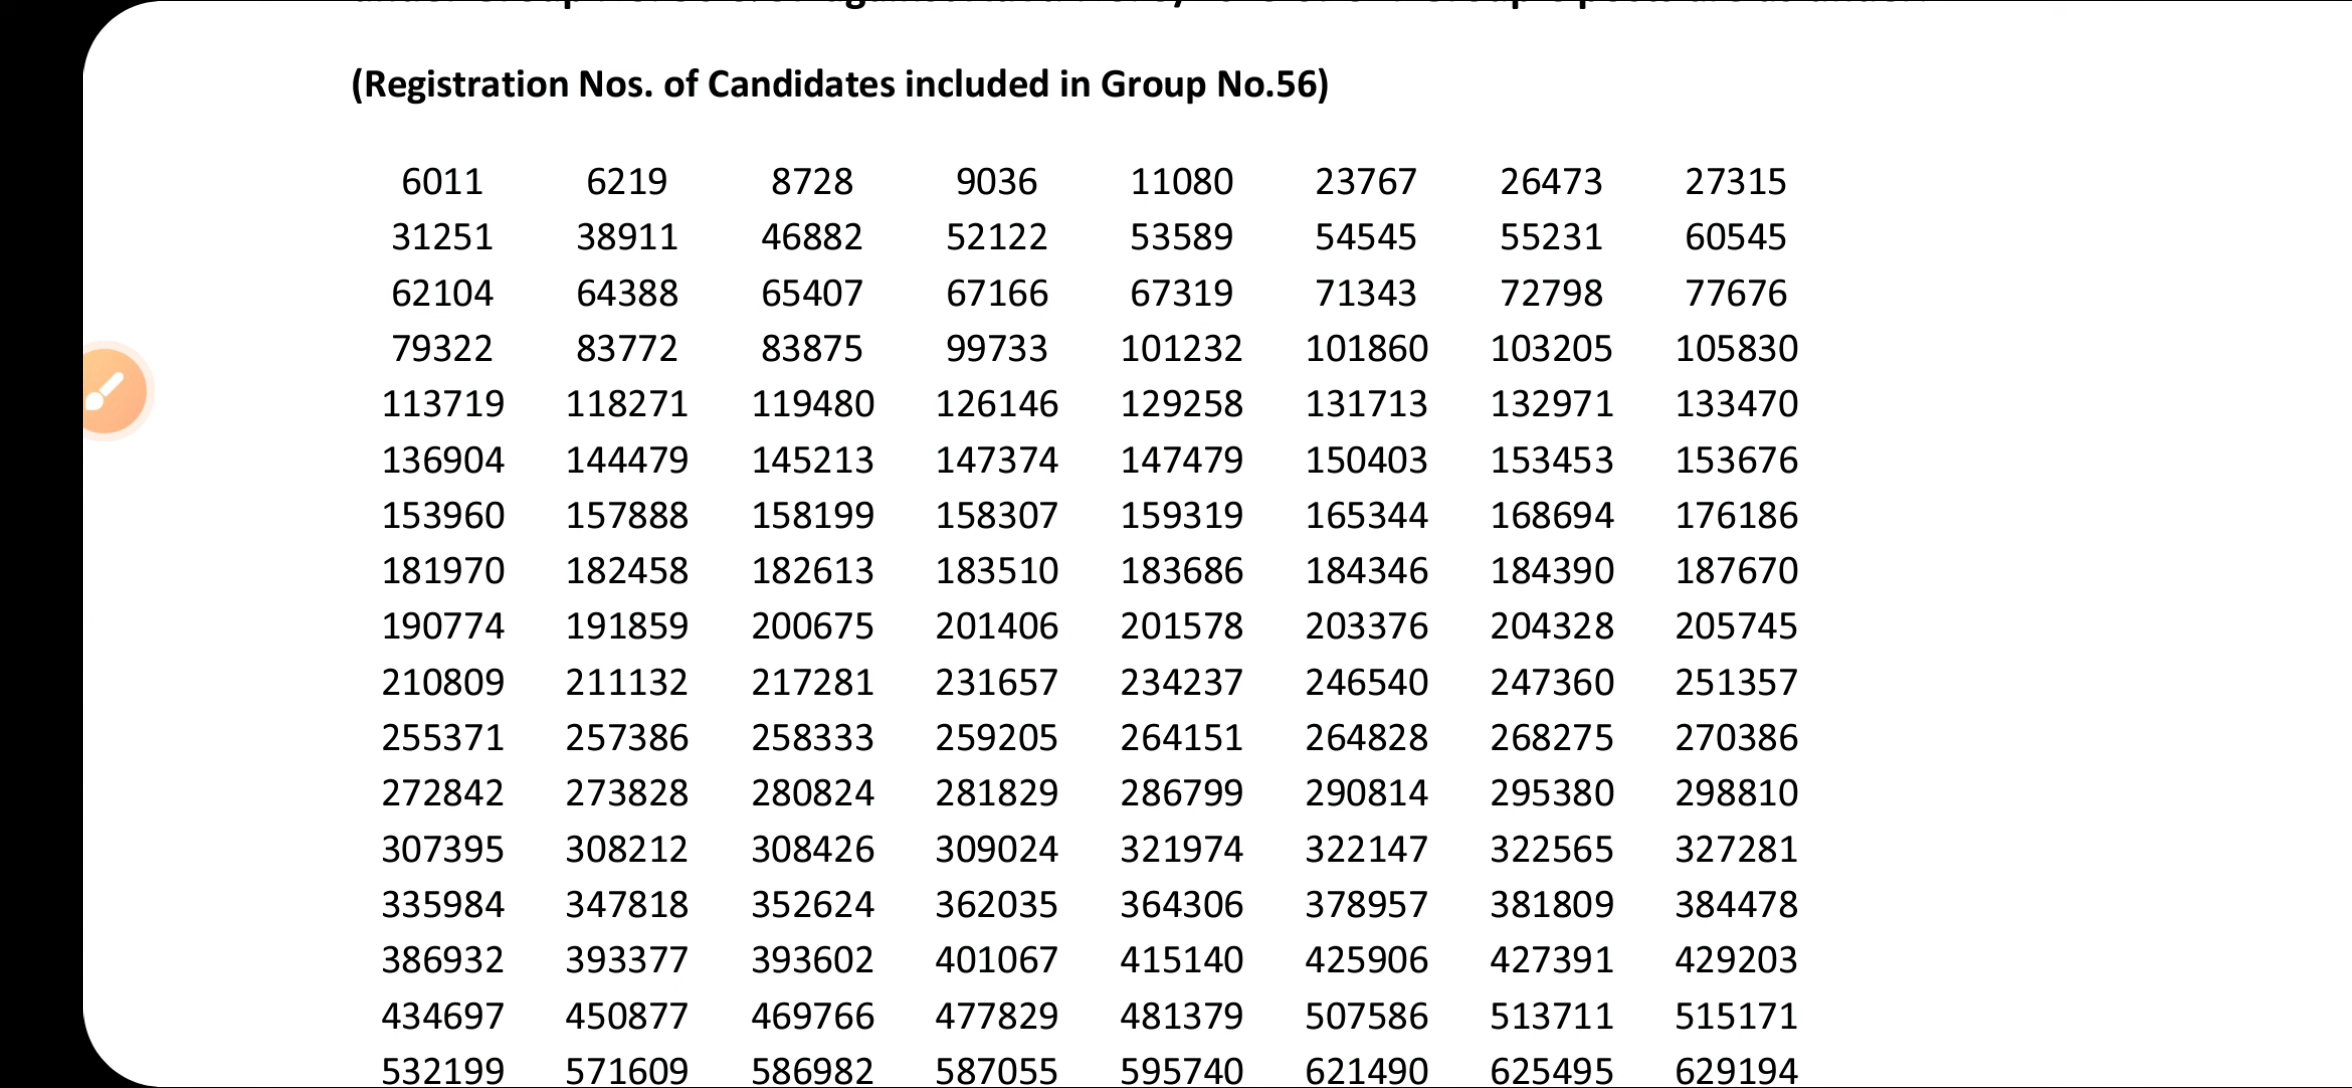 (Registration Nos. of Candidates included in Group No.56)
6011 6219 8728 9036 11080 23767 26473 27315
31251 38911 46882 52122 53589 54545 55231 60545
62104 64388 65407 67166 67319 71343 72798 77676
79322 83772 83875 99733 101232 101860 103205 105830
113719 118271 119480 126146 129258 131713 132971 133470
136904 144479 145213 147374 147479 150403 153453 153676
153960 157888 158199 158307 159319 165344 168694 176186
181970 182458 182613 183510 183686 184346 184390 187670
190774 191859 200675 201406 201578 203376 204328 205745
210809 211132 217281 231657 234237 246540 247360 251357
255371 257386 258333 259205 264151 264828 268275 270386
272842 273828 280824 281829 286799 290814 295380 298810
307395 308212 308426 309024 321974 322147 322565 327281
335984 347818 352624 362035 364306 378957 381809 384478
386932 393377 393602 401067 415140 425906 427391 429203
434697 450877 469766 477829 481379 507586 513711 515171
532199 571609 586982 587055 595740 621490 625495 629194